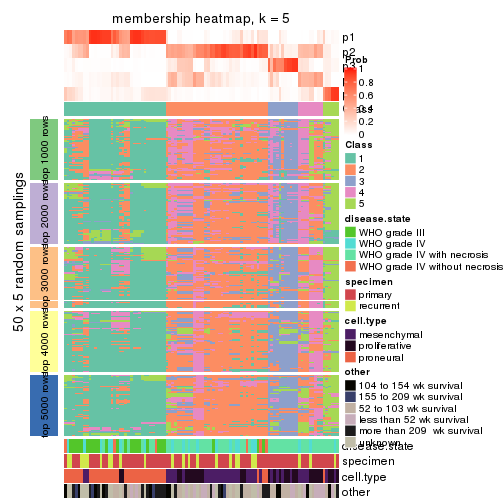 membership heatmap, k = 5
p1
p2
p3
Prob
1
0.8
0.6
0.4
0.2
0
Class
1
2
3
4
5
disease.state
WHO grade III
WHO grade IV
WHO grade IV with necrosis
WHO grade IV without necrosis
specimen
primary
recurrent
cell.type
mesenchymal
proliferative
proneural
other
104 to 154 wk survival
155 to 209 wk survival
52 to 103 wk survival
less than 52 wk survival
more than 209 wk survival
unknown
disease.state
specimen
cell.type
other
50 x 5 random samplings
top 1000 rows
top 2000 rows
top 3000 rows
top 4000 rows
top 5000 rows